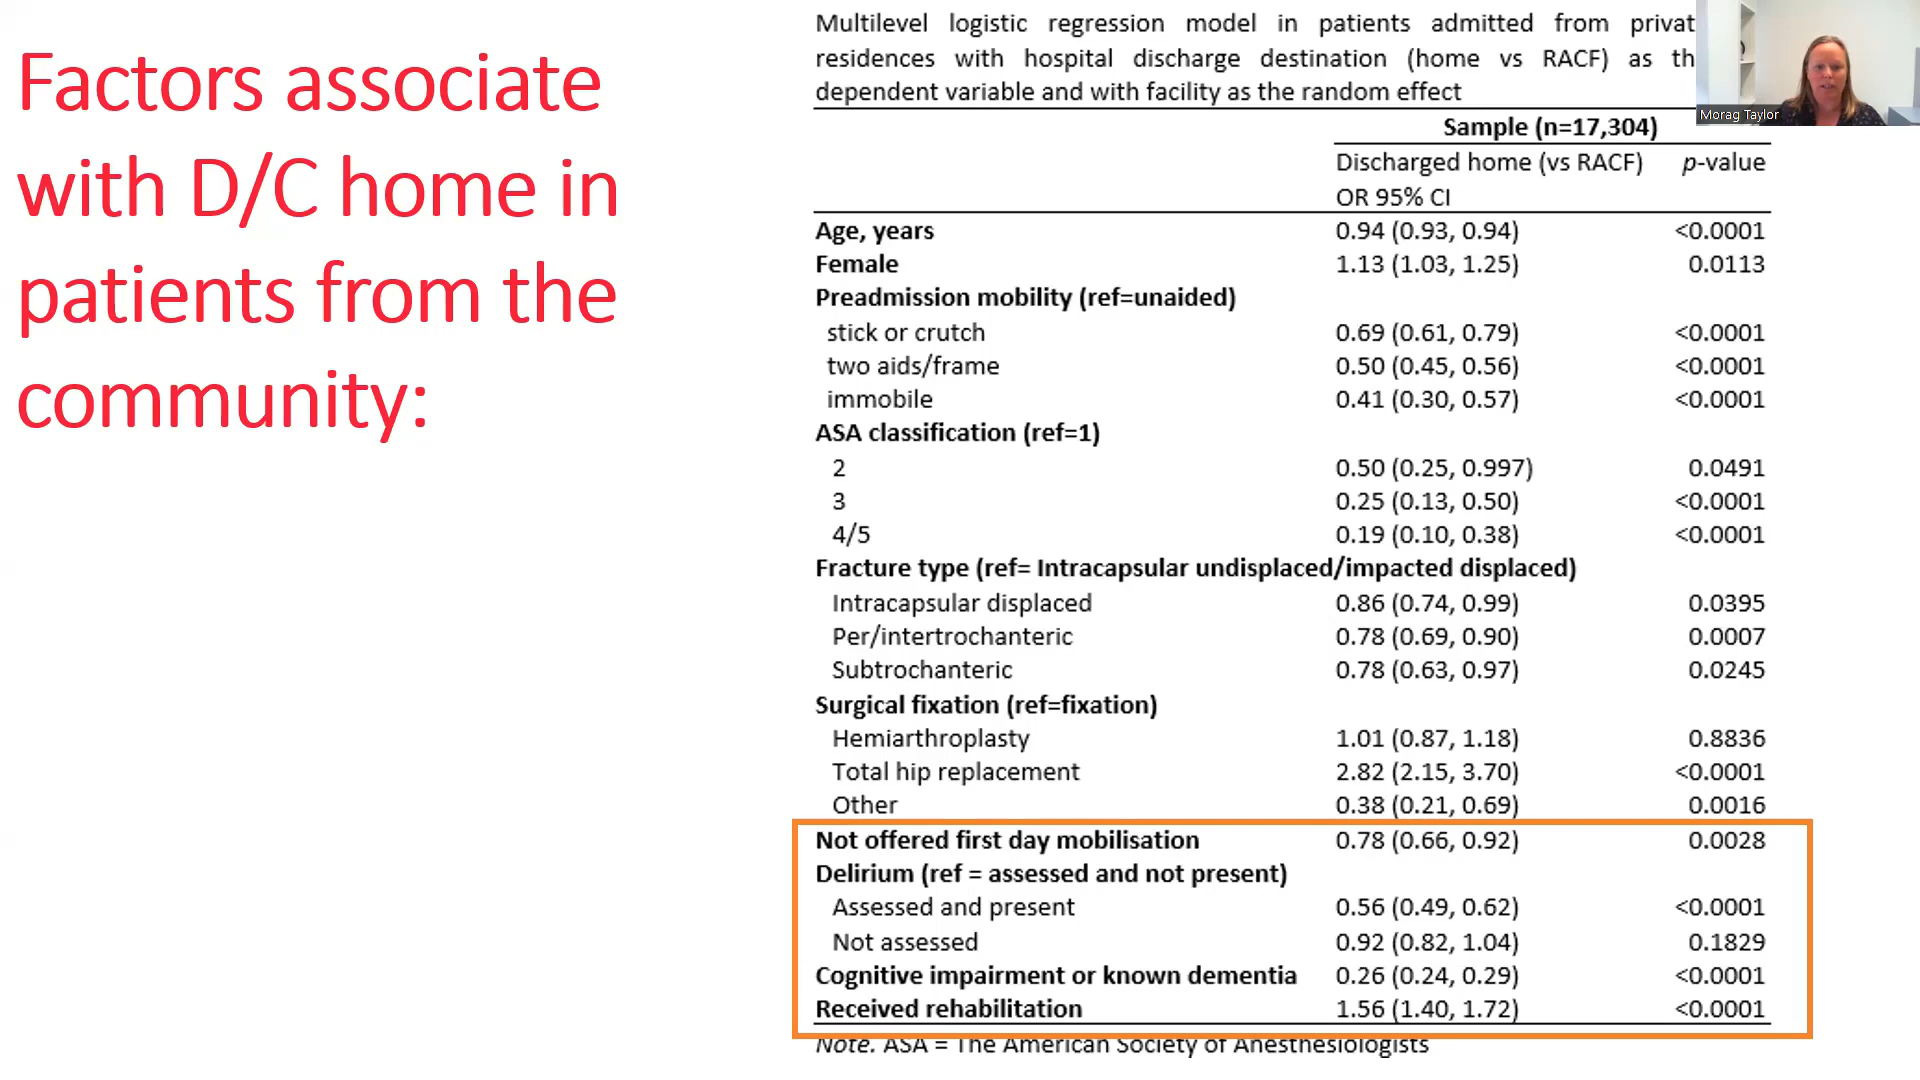 Factors associate
with D/C home in
patients from the
community:
Multilevel logistic regression model in patients admitted from privat
residences with hospital discharge destination (home vs RACF) as th
dependent variable and with facility as the random effect
Morag Taylor
Sample (n=17,304)
Discharged home (vs RACF) p-value
OR 95% CI
Age, years 0.94 (0.93, 0.94) <0.0001
Female 1.13 (1.03, 1.25) 0.0113
Preadmission mobility (ref=unaided)
stick or crutch 0.69 (0.61, 0.79) <0.0001
two aids/frame 0.50 (0.45, 0.56) <0.0001
immobile 0.41 (0.30, 0.57) <0.0001
ASA classification (ref=1)
2 0.50 (0.25, 0.997) 0.0491
3 0.25 (0.13, 0.50) <0.0001
4/5 0.19 (0.10, 0.38) <0.0001
Fracture type (ref= Intracapsular undisplaced/impacted displaced)
Intracapsular displaced 0.86 (0.74, 0.99) 0.0395
Per/intertrochanteric 0.78 (0.69, 0.90) 0.0007
Subtrochanteric 0.78 (0.63, 0.97) 0.0245
Surgical fixation (ref=fixation)
Hemiarthroplasty 1.01 (0.87, 1.18) 0.8836
Total hip replacement 2.82 (2.15, 3.70) <0.0001
Other 0.38 (0.21, 0.69) 0.0016
Not offered first day mobilisation 0.78 (0.66, 0.92) 0.0028
Delirium (ref = assessed and not present)
Assessed and present 0.56 (0.49, 0.62) <0.0001
Not assessed 0.92 (0.82, 1.04) 0.1829
Cognitive impairment or known dementia 0.26 (0.24, 0.29) <0.0001
Received rehabilitation 1.56 (1.40, 1.72) <0.0001
Note. ASA = The American Society of Anesthesiologists